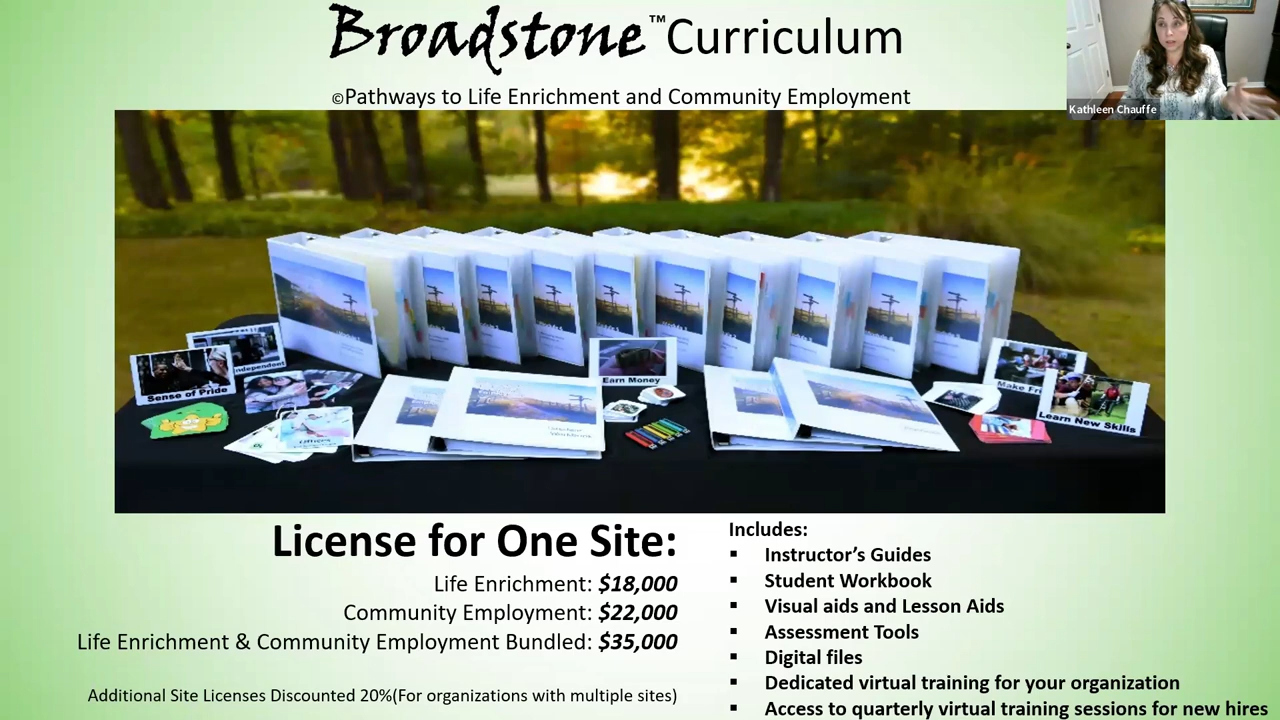 Broadstone™ Curriculum
©Pathways to Life Enrichment and Community Employment
Kathleen Chauffe
Independent
Sense of Pride
Earn Money
Make Fri
Learn New Skills
License for One Site:
Life Enrichment: $18,000
Community Employment: $22,000
Life Enrichment & Community Employment Bundled: $35,000
Additional Site Licenses Discounted 20%(For organizations with multiple sites)
Includes:
▪ Instructor’s Guides
▪ Student Workbook
▪ Visual aids and Lesson Aids
▪ Assessment Tools
▪ Digital files
▪ Dedicated virtual training for your organization
▪ Access to quarterly virtual training sessions for new hires